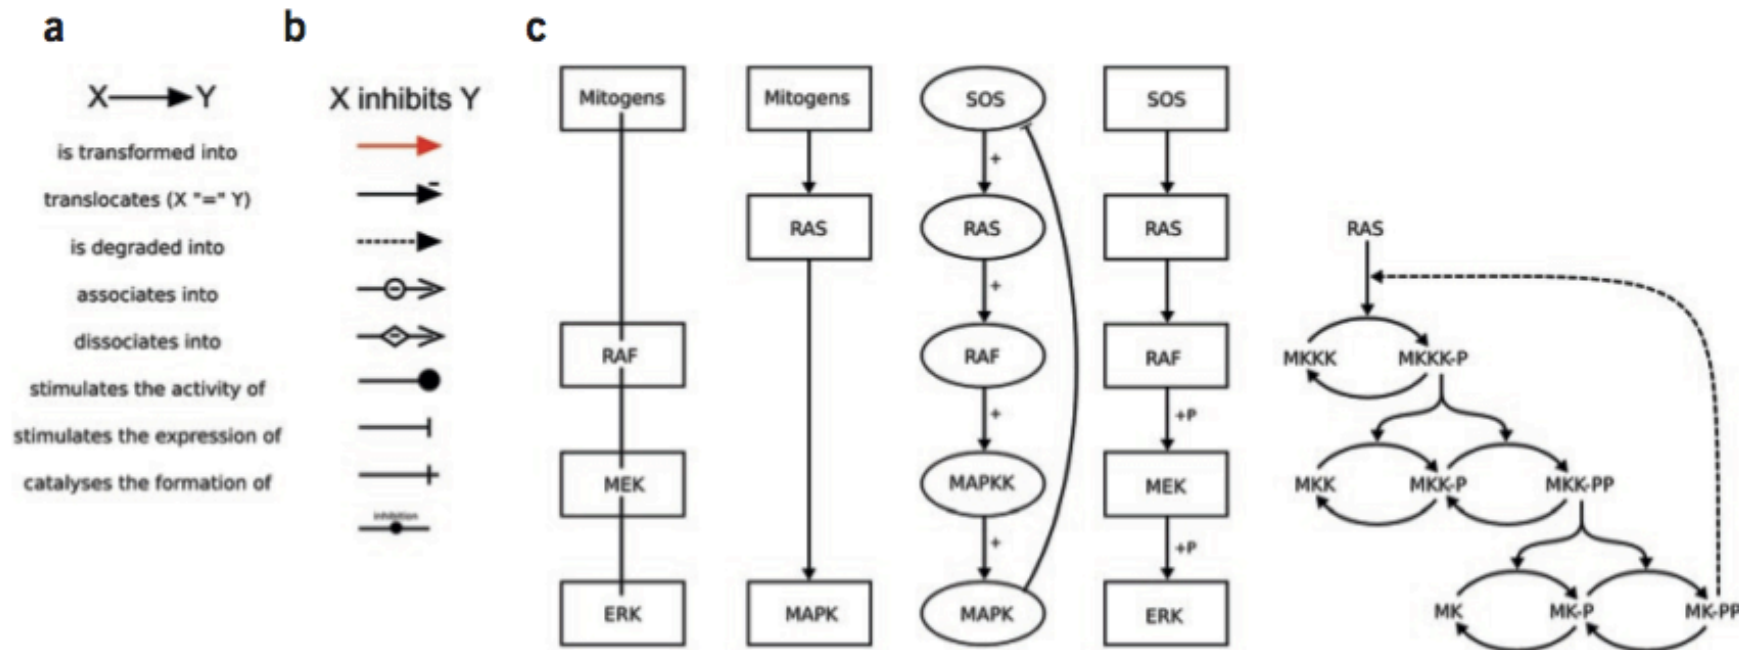 a
X Y
is transformed into
translocates (X "=" Y)
is degraded into
associates into
dissociates into
stimulates the activity of
stimulates the expression of
catalyses the formation of
b
X inhibits Y
-
-
-
inhibition
c
Mitogens
RAF
MEK
ERK
Mitogens
RAS
MAPK
SOS
+
RAS
+
RAF
+
MAPKK
+
MAPK
SOS
RAS
RAF
+P
MEK
+P
ERK
RAS
MKKK MKKK-P
MKK MKK-P MKK-PP
MK MK-P MK-PP